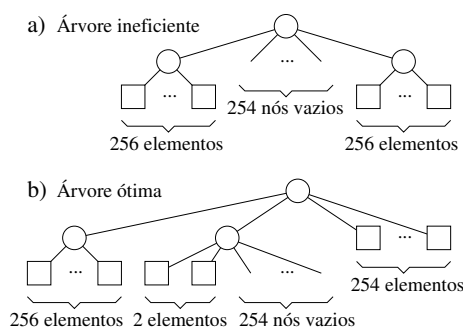 a) Árvore ineficiente
... ... ...
254 nós vazios
256 elementos 256 elementos
b) Árvore ótima
...
... ...
254 elementos
256 elementos 2 elementos 254 nós vazios